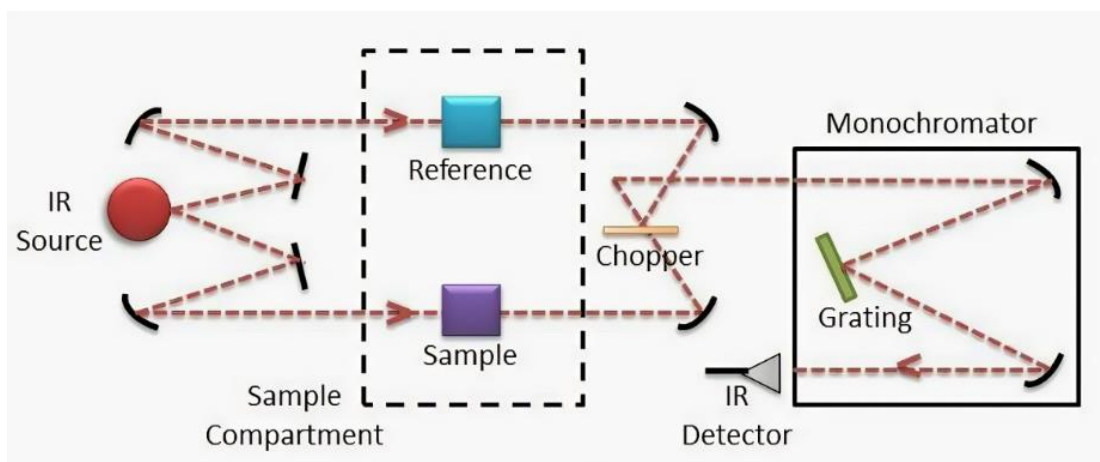 IR
Source
Reference
Sample
Sample
Compartment
Chopper
Monochromator
Grating
IR
Detector